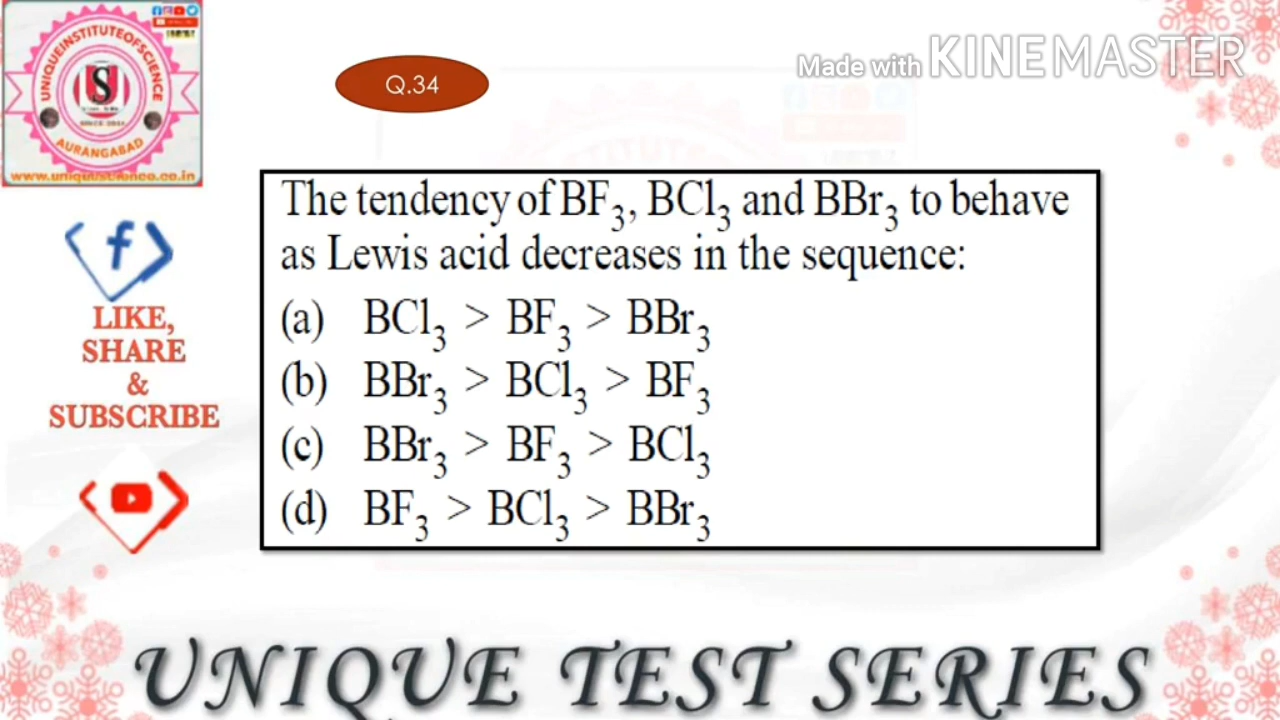 UNIQUEINSTITUTEOFSCIENCE
S
SINCE
AURANGABAD
Q.34
Made with KINEMASTER
The tendency of BF₃, BCl₃ and BBr₃ to behave
as Lewis acid decreases in the sequence:
(a) BCl₃ > BF₃ > BBr₃
(b) BBr₃ > BCl₃ > BF₃
(c) BBr₃ > BF₃ > BCl₃
(d) BF₃ > BCl₃ > BBr₃
f
LIKE,
SHARE
&
SUBSCRIBE
UNIQUE TEST SERIES